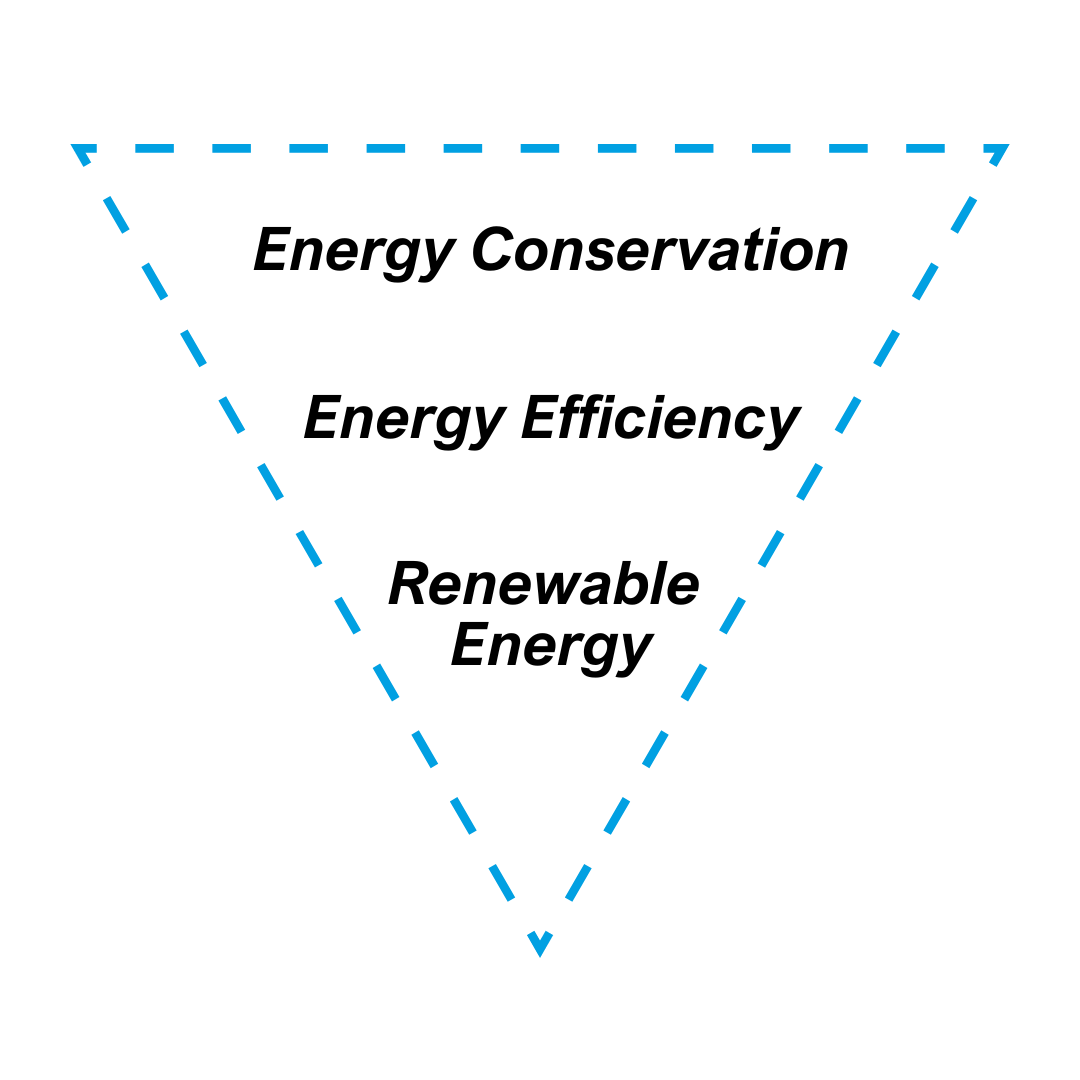 Energy Conservation
Energy Efficiency
Renewable
Energy